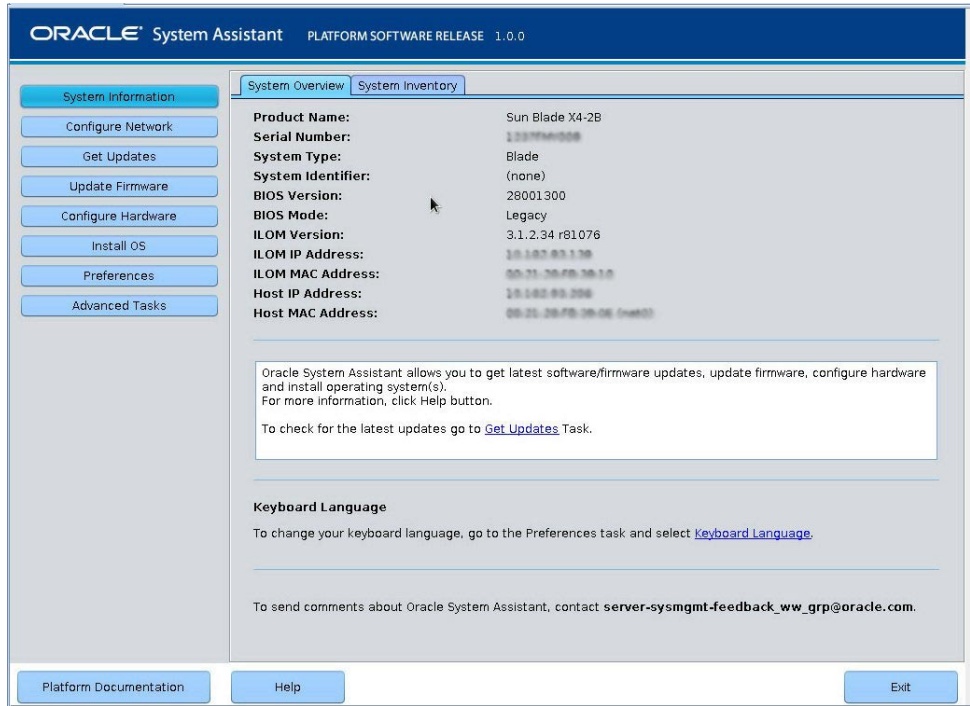 ORACLE System Assistant PLATFORM SOFTWARE RELEASE 1.0.0
System Information
Configure Network
Get Updates
Update Firmware
Configure Hardware
Install OS
Preferences
Advanced Tasks
System Overview System Inventory
Product Name: Sun Blade X4-2B
Serial Number:
System Type: Blade
System Identifier: (none)
BIOS Version: 28001300
BIOS Mode: Legacy
ILOM Version: 3.1.2.34 r81076
ILOM IP Address:
ILOM MAC Address:
Host IP Address:
Host MAC Address:
Oracle System Assistant allows you to get latest software/firmware updates, update firmware, configure hardware
and install operating system(s).
For more information, click Help button.
To check for the latest updates go to Get Updates Task.
Keyboard Language
To change your keyboard language, go to the Preferences task and select Keyboard Language.
To send comments about Oracle System Assistant, contact server-sysmgmt-feedback_ww_grp@oracle.com.
Platform Documentation Help Exit